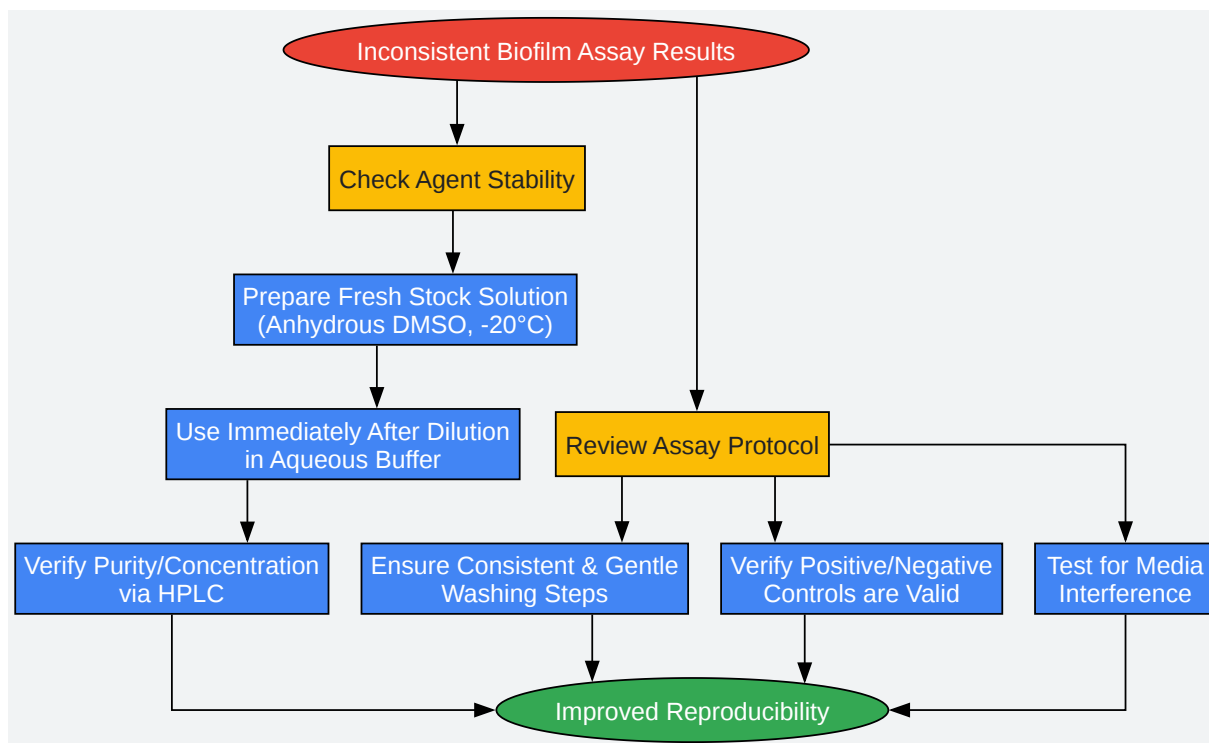 Inconsistent Biofilm Assay Results
Check Agent Stability
Prepare Fresh Stock Solution
(Anhydrous DMSO, -20°C)
Use Immediately After Dilution
in Aqueous Buffer
Review Assay Protocol
Verify Purity/Concentration
via HPLC
Ensure Consistent & Gentle
Washing Steps
Verify Positive/Negative
Controls are Valid
Test for Media
Interference
Improved Reproducibility